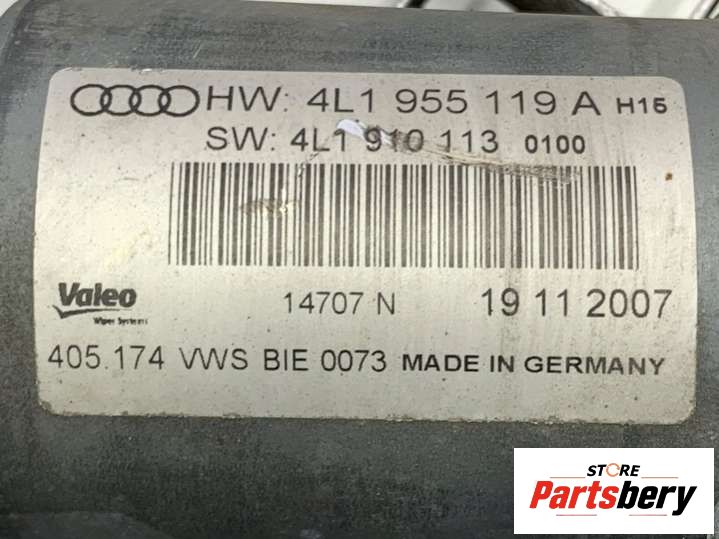 HW: 4L1 955 119 A H15
SW: 4L1 910 113 0100
Valeo
Wiper Systems
14707 N 19 11 2007
405.174 VWS BIE 0073 MADE IN GERMANY
STORE
Partsbery